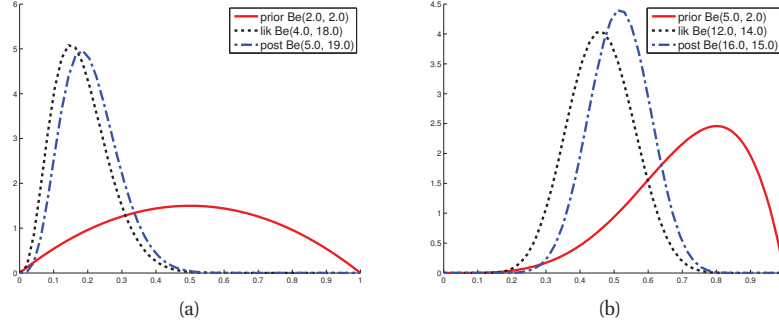 6
5
4
3
2
1
0
0 0.1 0.2 0.3 0.4 0.5 0.6 0.7 0.8 0.9 1
prior Be(2.0, 2.0)
lik Be(4.0, 18.0)
post Be(5.0, 19.0)
(a)
4.5
4
3.5
3
2.5
2
1.5
1
0.5
0
0 0.1 0.2 0.3 0.4 0.5 0.6 0.7 0.8 0.9
prior Be(5.0, 2.0)
lik Be(12.0, 14.0)
post Be(16.0, 15.0)
(b)